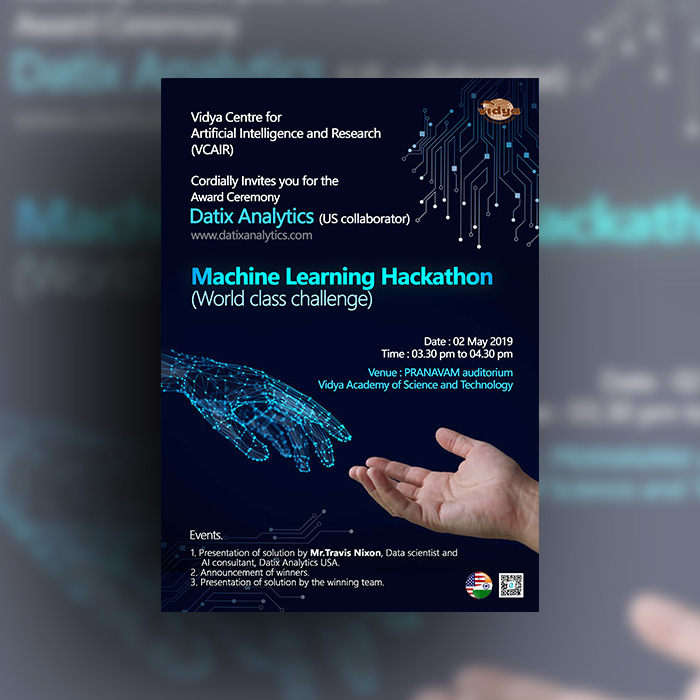 Vidya Centre for
Artificial Intelligence and Research
(VCAIR)
vidya
Cordially Invites you for the
Award Ceremony
Datix Analytics (US collaborator)
www.datixanalytics.com
Machine Learning Hackathon
(World class challenge)
Date : 02 May 2019
Time : 03.30 pm to 04.30 pm
Venue : PRANAVAM auditorium
Vidya Academy of Science and Technology
Events.
1. Presentation of solution by Mr.Travis Nixon, Data scientist and
AI consultant, Datix Analytics USA.
2. Announcement of winners.
3. Presentation of solution by the winning team.